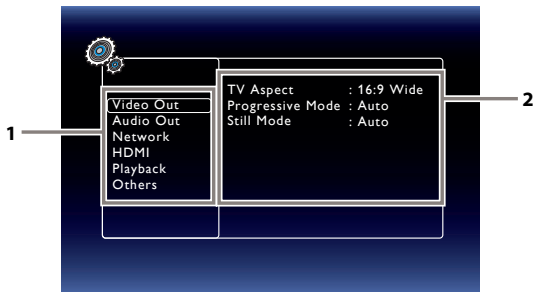 TV Aspect : 16:9 Wide
Progressive Mode : Auto
Still Mode : Auto
Video Out
Audio Out
Network
HDMI
Playback
Others
1
2